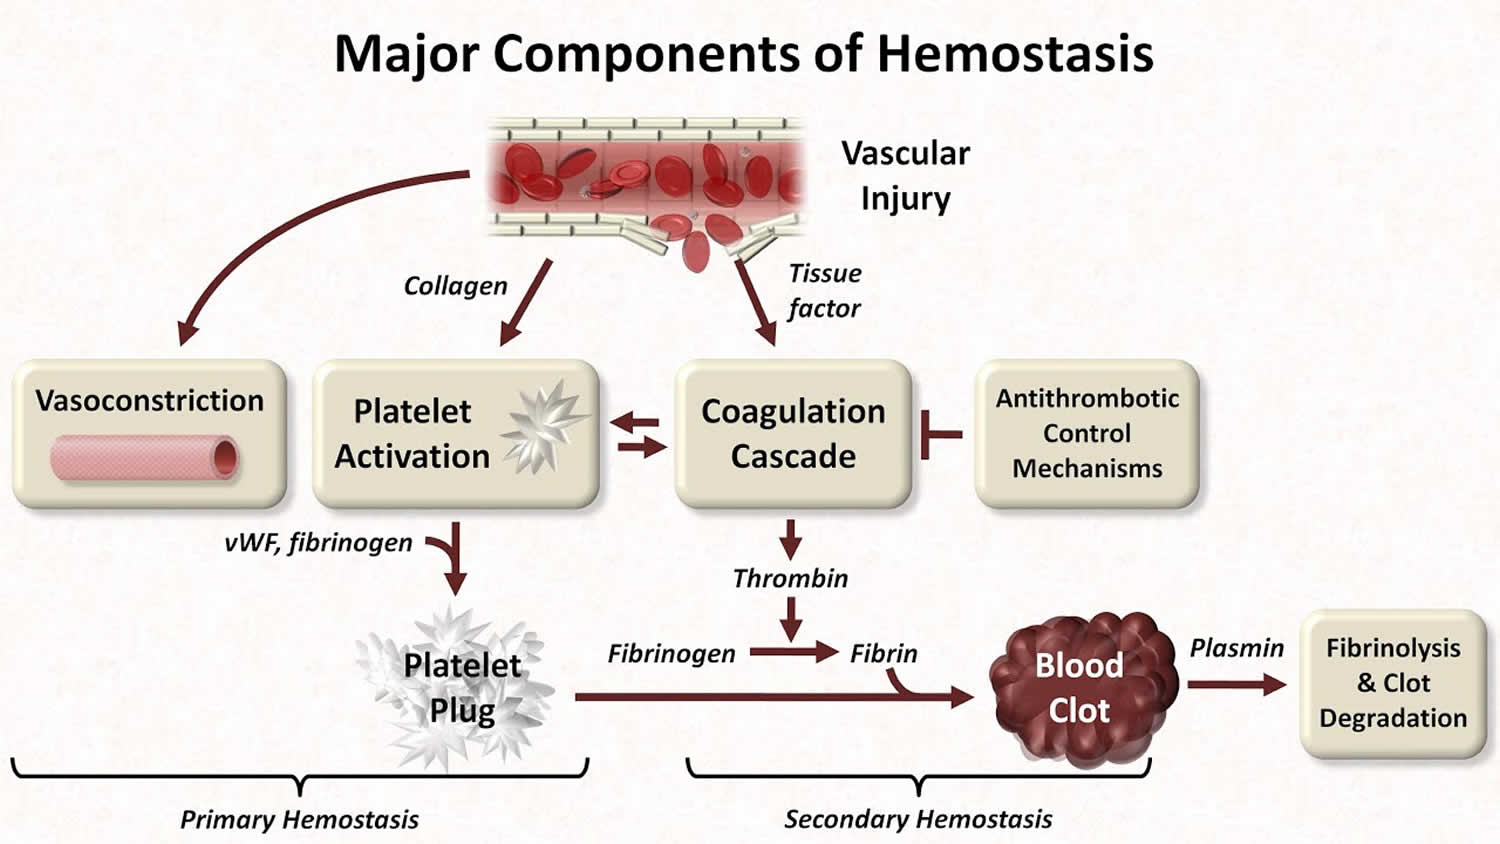 Major Components of Hemostasis
Vascular
Injury
Collagen
Tissue
factor
Vasoconstriction
Platelet
Activation
Coagulation
Cascade
Antithrombotic
Control
Mechanisms
vWF, fibrinogen
Thrombin
Fibrinogen
Fibrin
Platelet
Plug
Blood
Clot
Plasmin
Fibrinolysis
& Clot
Degradation
Primary Hemostasis
Secondary Hemostasis